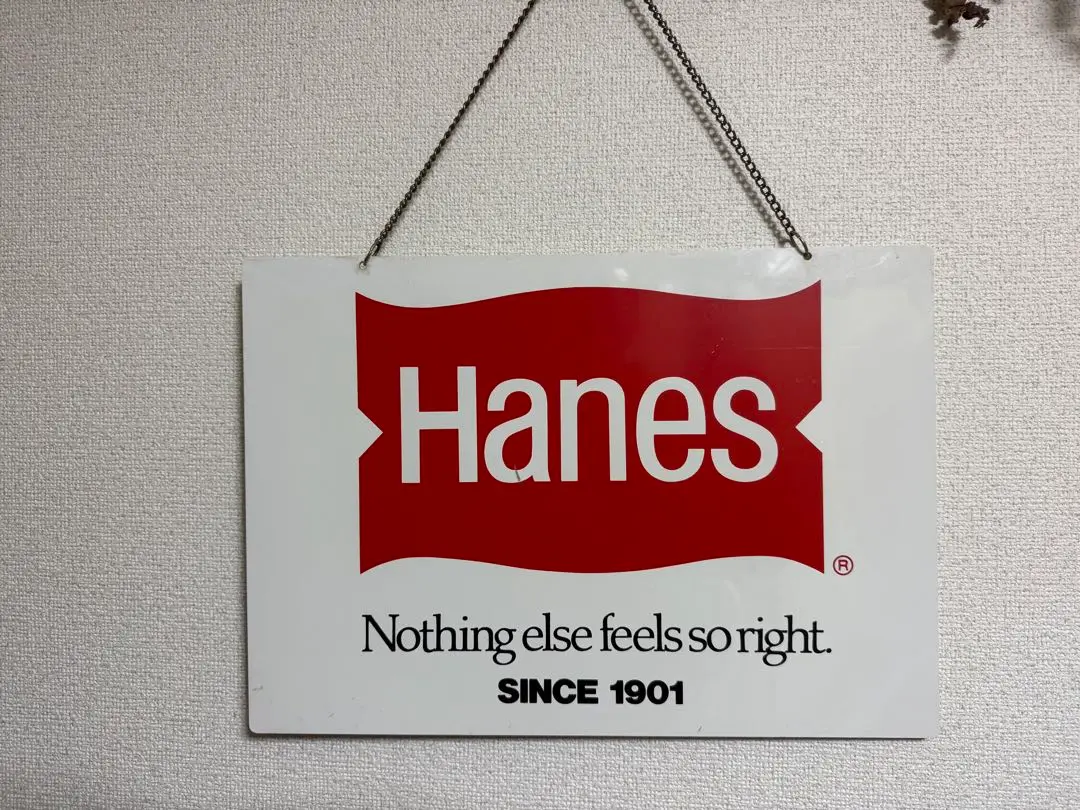 Hanes
®
Nothing else feels so right.
SINCE 1901